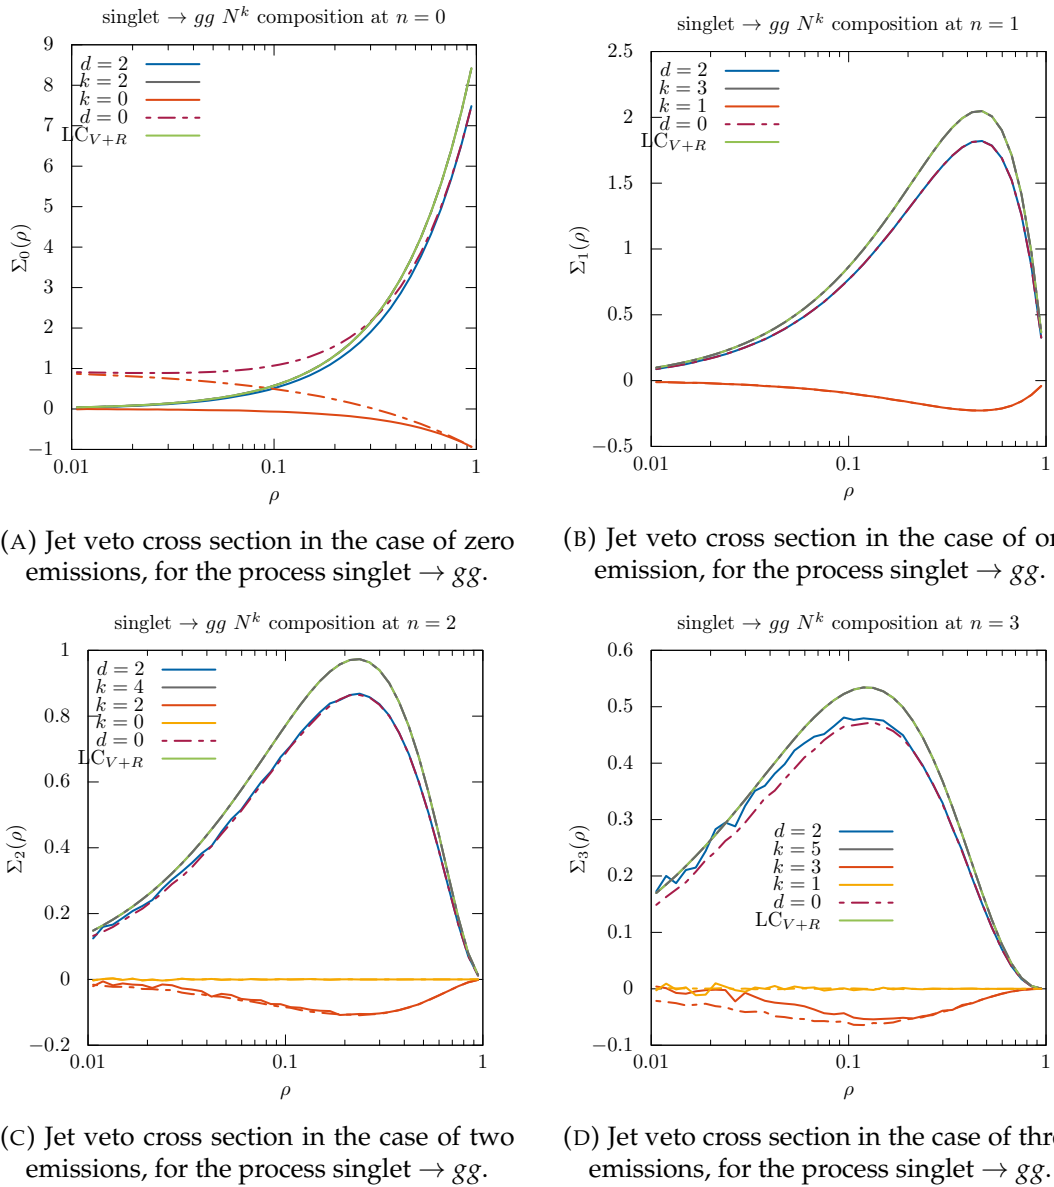 singlet → gg N^k composition at n = 0
9
8
7
6
5
4
3
2
1
0
−1
Σ₀(ρ)
d = 2
k = 2
k = 0
d = 0
LC_{V+R}
0.01
0.1
1
ρ
(A) Jet veto cross section in the case of zero
emissions, for the process singlet → gg.
singlet → gg N^k composition at n = 1
2.5
2
1.5
1
0.5
0
−0.5
Σ₁(ρ)
d = 2
k = 3
k = 1
d = 0
LC_{V+R}
0.01
0.1
1
ρ
(B) Jet veto cross section in the case of on
emission, for the process singlet → gg.
singlet → gg N^k composition at n = 2
1
0.8
0.6
0.4
0.2
0
−0.2
Σ₂(ρ)
d = 2
k = 4
k = 2
k = 0
d = 0
LC_{V+R}
0.01
0.1
1
ρ
(C) Jet veto cross section in the case of two
emissions, for the process singlet → gg.
singlet → gg N^k composition at n = 3
0.6
0.5
0.4
0.3
0.2
0.1
0
−0.1
Σ₃(ρ)
d = 2
k = 5
k = 3
k = 1
d = 0
LC_{V+R}
0.01
0.1
1
ρ
(D) Jet veto cross section in the case of thre
emissions, for the process singlet → gg.